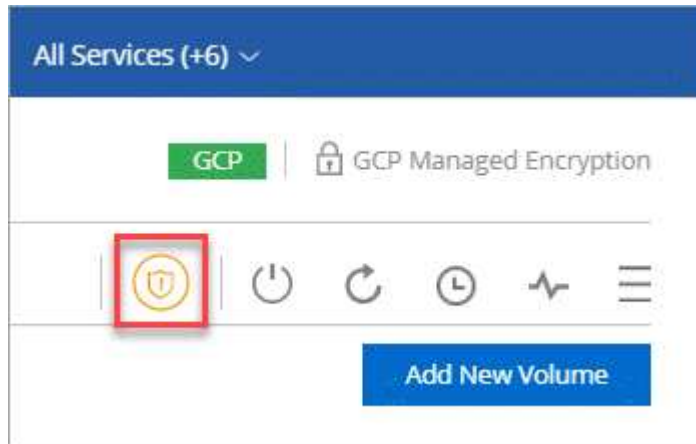 All Services (+6)
GCP
GCP Managed Encryption
Add New Volume